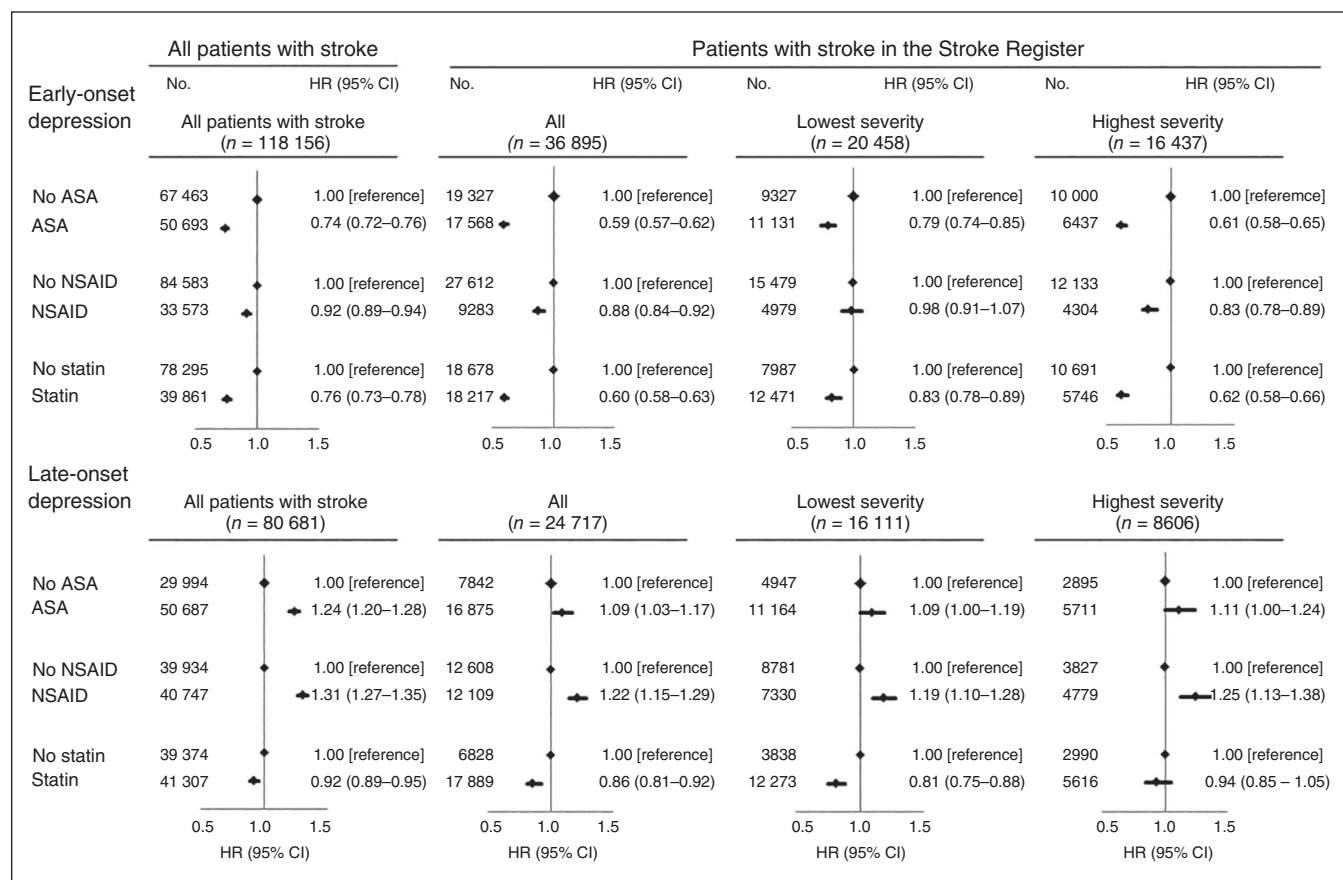 All patients with stroke Patients with stroke in the Stroke Register
No. HR (95% CI) No. HR (95% CI) No. HR (95% CI) No. HR (95% CI)
Early-onset
depression
All patients with stroke All Lowest severity Highest severity
(n = 118 156) (n = 36 895) (n = 20 458) (n = 16 437)
No ASA 67 463 1.00 [reference] 19 327 1.00 [reference] 9327 1.00 [reference] 10 000 1.00 [referemce]
ASA 50 693 0.74 (0.72–0.76) 17 568 0.59 (0.57–0.62) 11 131 0.79 (0.74–0.85) 6437 0.61 (0.58–0.65)
No NSAID 84 583 1.00 [reference] 27 612 1.00 [reference] 15 479 1.00 [reference] 12 133 1.00 [reference]
NSAID 33 573 0.92 (0.89–0.94) 9283 0.88 (0.84–0.92) 4979 0.98 (0.91–1.07) 4304 0.83 (0.78–0.89)
No statin 78 295 1.00 [reference] 18 678 1.00 [reference] 7987 1.00 [reference] 10 691 1.00 [reference]
Statin 39 861 0.76 (0.73–0.78) 18 217 0.60 (0.58–0.63) 12 471 0.83 (0.78–0.89) 5746 0.62 (0.58–0.66)
0.5 1.0 1.5 0.5 1.0 1.5 0.5 1.0 1.5 0.5 1.0 1.5
Late-onset
depression
All patients with stroke All Lowest severity Highest severity
(n = 80 681) (n = 24 717) (n = 16 111) (n = 8606)
No ASA 29 994 1.00 [reference] 7842 1.00 [reference] 4947 1.00 [reference] 2895 1.00 [reference]
ASA 50 687 1.24 (1.20–1.28) 16 875 1.09 (1.03–1.17) 11 164 1.09 (1.00–1.19) 5711 1.11 (1.00–1.24)
No NSAID 39 934 1.00 [reference] 12 608 1.00 [reference] 8781 1.00 [reference] 3827 1.00 [reference]
NSAID 40 747 1.31 (1.27–1.35) 12 109 1.22 (1.15–1.29) 7330 1.19 (1.10–1.28) 4779 1.25 (1.13–1.38)
No statin 39 374 1.00 [reference] 6828 1.00 [reference] 3838 1.00 [reference] 2990 1.00 [reference]
Statin 41 307 0.92 (0.89–0.95) 17 889 0.86 (0.81–0.92) 12 273 0.81 (0.75–0.88) 5616 0.94 (0.85 – 1.05)
0.5 1.0 1.5 0.5 1.0 1.5 0.5 1.0 1.5 0.5 1.0 1.5
HR (95% CI) HR (95% CI) HR (95% CI) HR (95% CI)